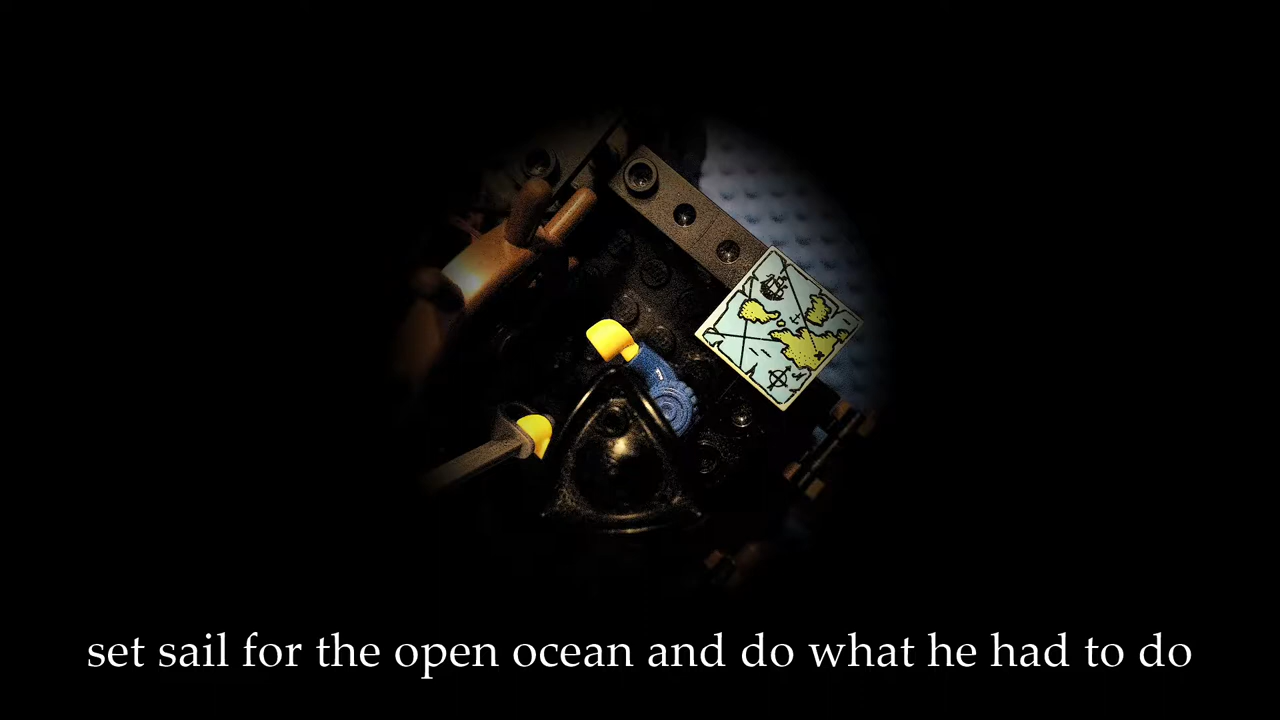 set sail for the open ocean and do what he had to do